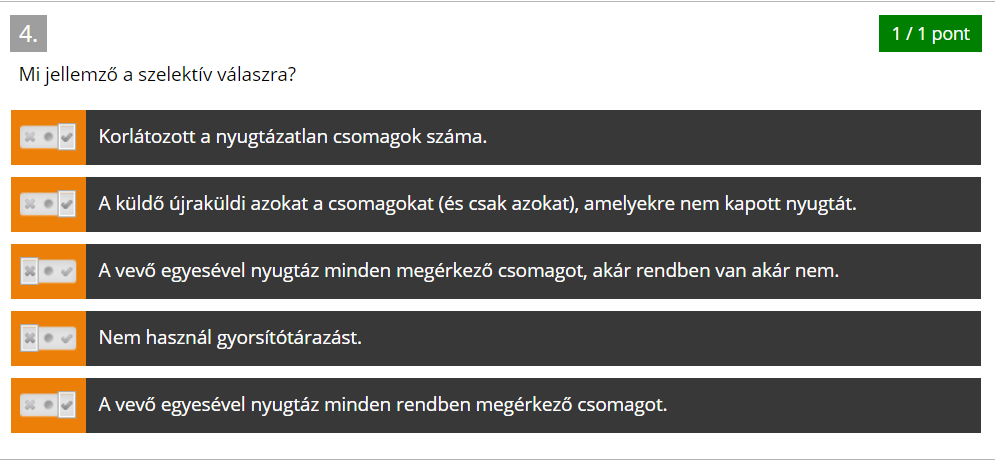 4.
1 / 1 pont
Mi jellemző a szelektív válaszra?
Korlátozott a nyugtázatlan csomagok száma.
A küldő újraküldi azokat a csomagokat (és csak azokat), amelyekre nem kapott nyugtát.
A vevő egyesével nyugtáz minden megérkező csomagot, akár rendben van akár nem.
Nem használ gyorsítótárazást.
A vevő egyesével nyugtáz minden rendben megérkező csomagot.